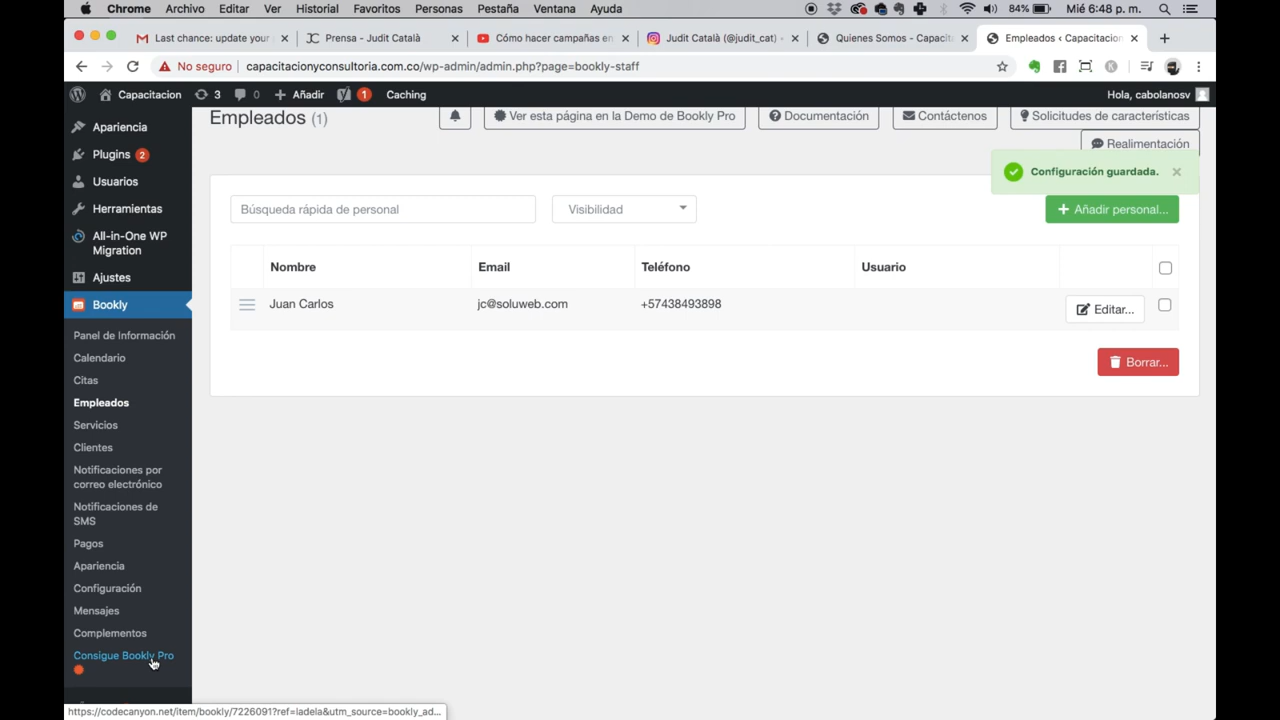 Chrome Archivo Editar Ver Historial Favoritos Personas Pestaña Ventana Ayuda 84% Mié 6:48 p. m.
Last chance: update your
Prensa - Judit Català
Cómo hacer campañas en
Judit Català (@judit_cat)
Quienes Somos - Capacita
Empleados ‹ Capacitacion
No seguro capacitacionyconsultoria.com.co/wp-admin/admin.php?page=bookly-staff
Capacitacion 3 0 Añadir 1 Caching Hola, cabolanosv
Apariencia
Plugins 2
Usuarios
Herramientas
All-in-One WP
Migration
Ajustes
Bookly
Panel de Información
Calendario
Citas
Empleados
Servicios
Clientes
Notificaciones por
correo electrónico
Notificaciones de
SMS
Pagos
Apariencia
Configuración
Mensajes
Complementos
Consigue Bookly Pro
Empleados (1)
Ver esta página en la Demo de Bookly Pro
Documentación
Contáctenos
Solicitudes de características
Realimentación
Configuración guardada.
Búsqueda rápida de personal
Visibilidad
Añadir personal...
Nombre Email Teléfono Usuario
Juan Carlos jc@soluweb.com +57438493898 Editar...
Borrar...
https://codecanyon.net/item/bookly/7226091?ref=ladela&utm_source=bookly_ad...